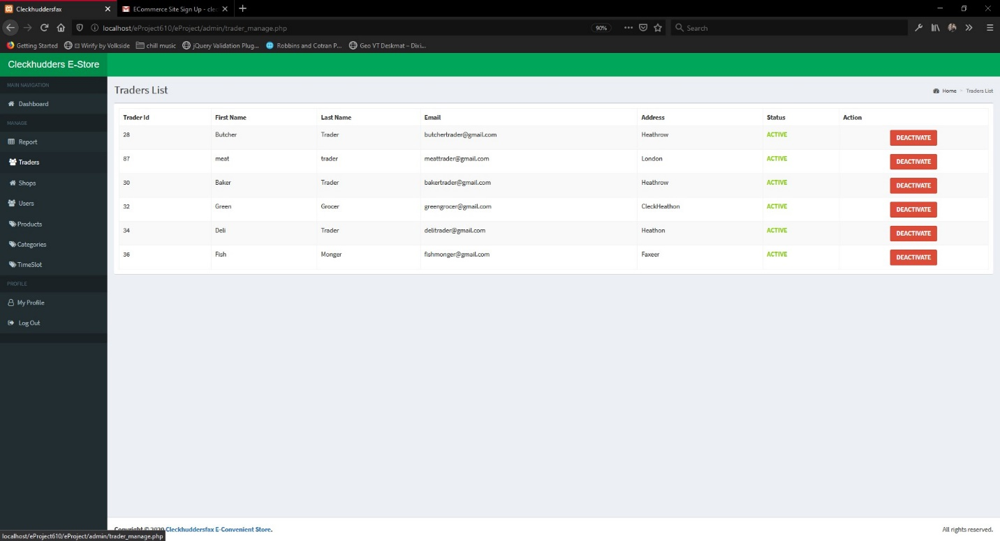 Cleckhuddersfax
ECommerce Site Sign Up - clec
localhost/eProject610/eProject/admin/trader_manage.php
90%
Search
Getting Started
Wirify by Volkside
chill music
jQuery Validation Plug...
Robbins and Cotran P...
Geo VT Deskmat – Dixi...
Cleckhudders E-Store
MAIN NAVIGATION
Dashboard
MANAGE
Report
Traders
Shops
Users
Products
Categories
TimeSlot
PROFILE
My Profile
Log Out
Traders List
Home > Traders List
Trader Id First Name Last Name Email Address Status Action
28 Butcher Trader butchertrader@gmail.com Heathrow ACTIVE DEACTIVATE
87 meat trader meattrader@gmail.com London ACTIVE DEACTIVATE
30 Baker Trader bakertrader@gmail.com Heathrow ACTIVE DEACTIVATE
32 Green Grocer greengrocer@gmail.com CleckHeathon ACTIVE DEACTIVATE
34 Deli Trader delitrader@gmail.com Heathon ACTIVE DEACTIVATE
36 Fish Monger fishmonger@gmail.com Faxeer ACTIVE DEACTIVATE
Copyright © 2020 Cleckhuddersfax E-Convenient Store.
All rights reserved.
localhost/eProject610/eProject/admin/trader_manage.php